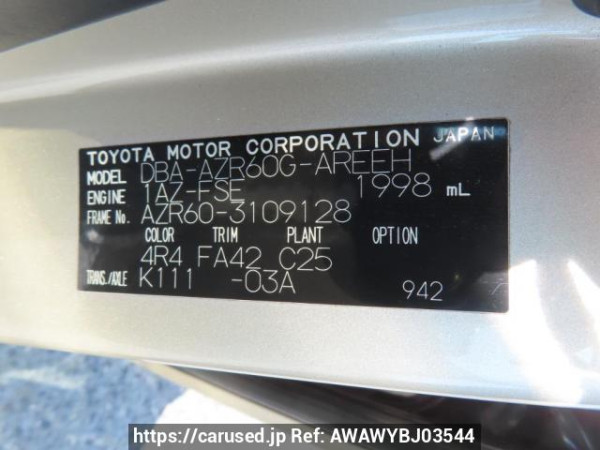 TOYOTA MOTOR CORPORATION JAPAN
MODEL DBA-AZR60G-AREEH
ENGINE 1AZ-FSE 1998 mL
FRAME No. AZR60-3109128
COLOR TRIM PLANT OPTION
4R4 FA42 C25
TRANS./AXLE K111 -03A
942 7
https://carused.jp Ref: AWAWYBJ03544